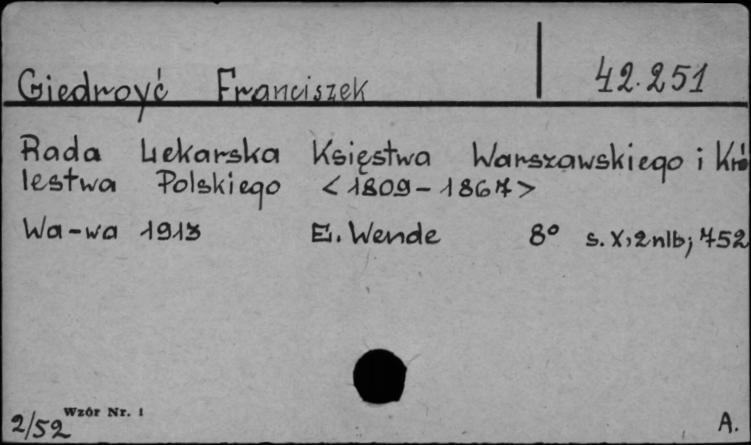 Giedroyć Franciszek 42.251
Rada Lekarska Księstwa Warszawskiego i Kró
lestwa Polskiego <1809-1867>
Wa-wa 1913 E. Wende 8° s. X, 2 nlb; 752
Wzór Nr. 1
2/52 A.